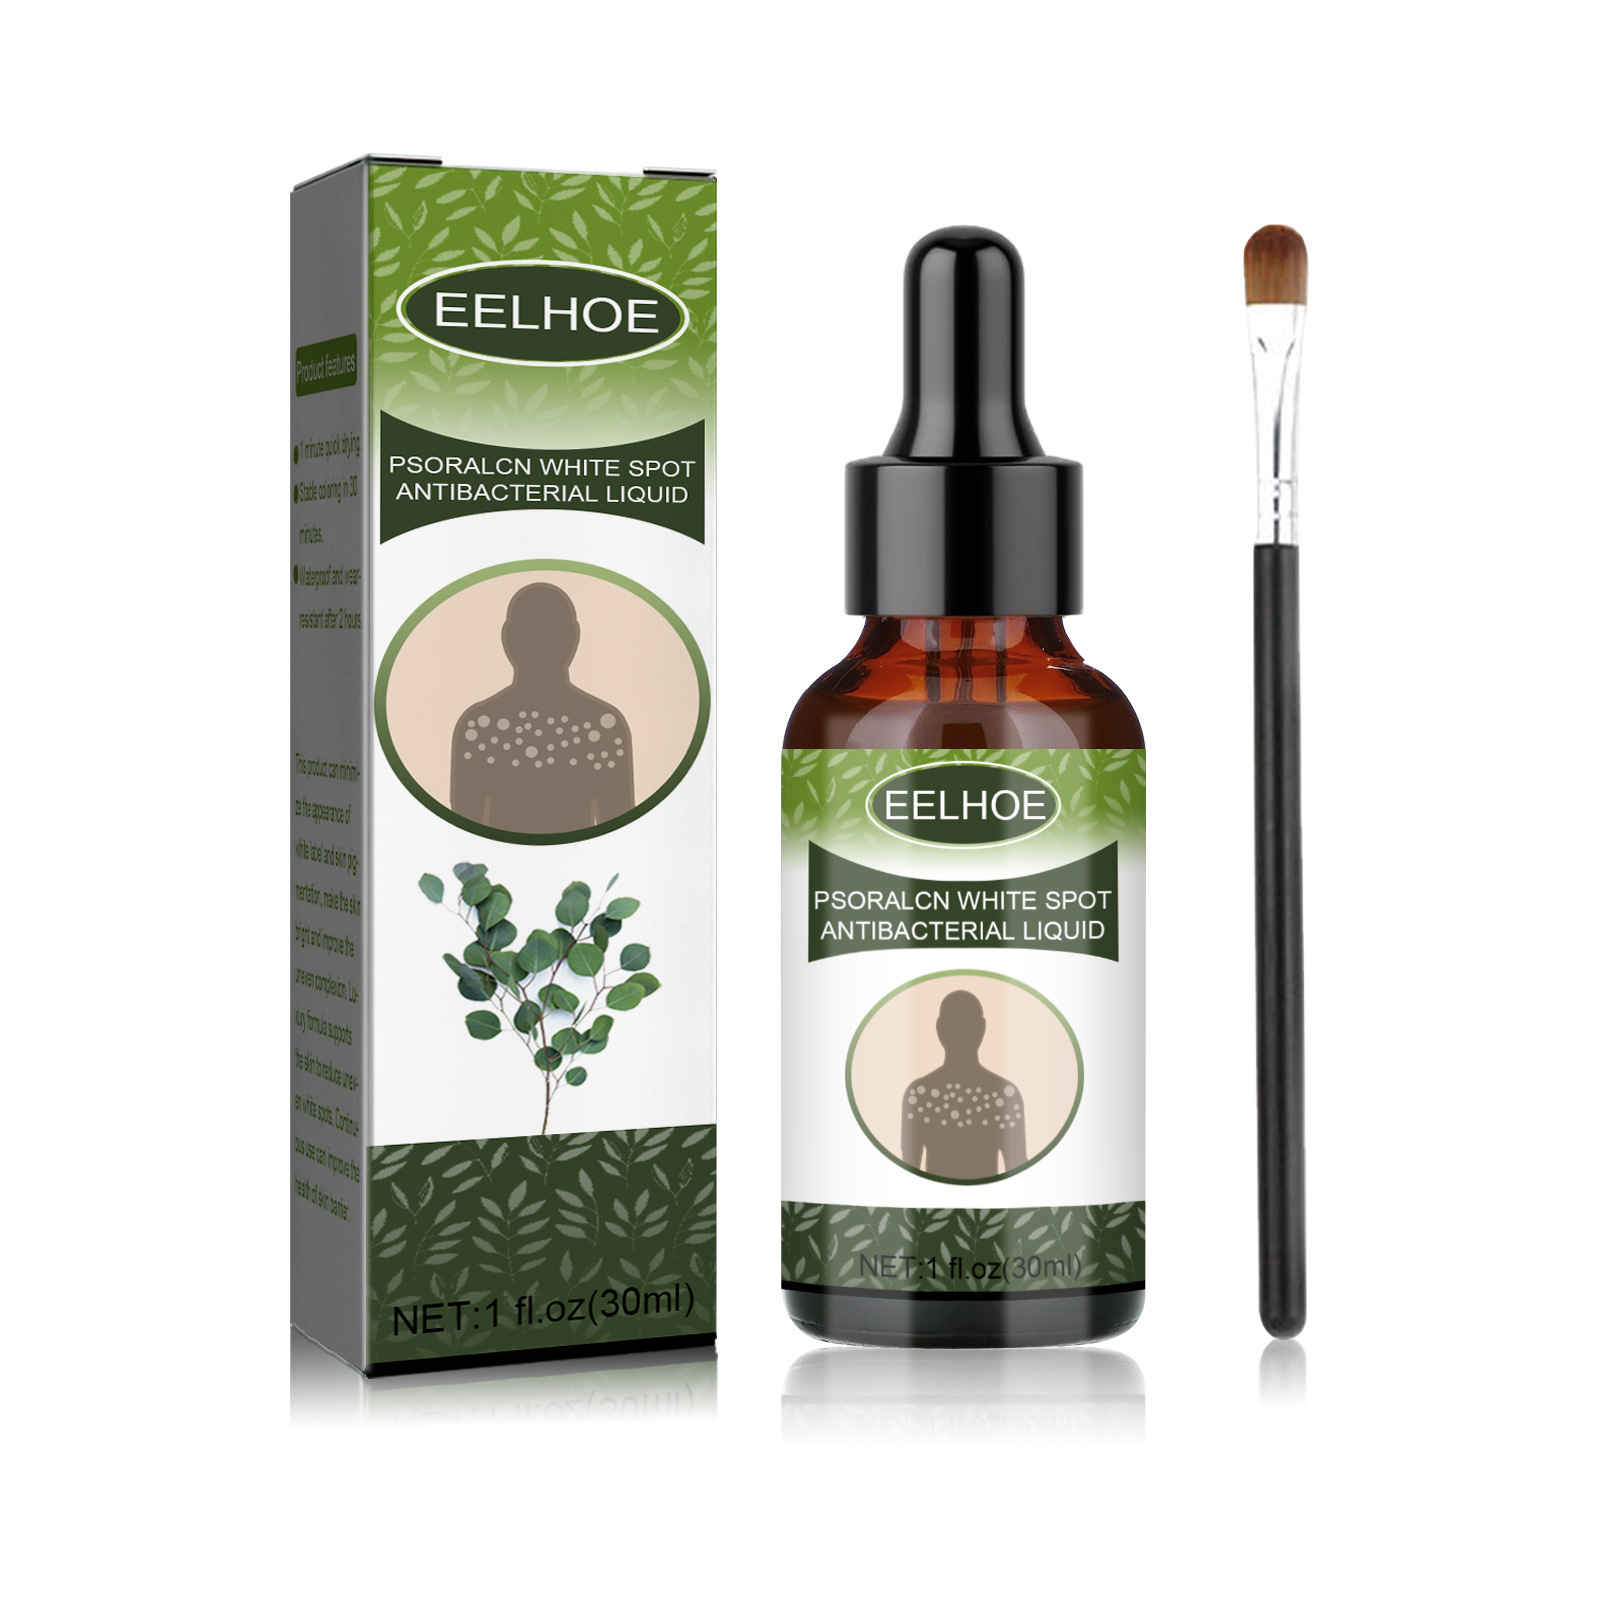 EELHOE
PSORALCN WHITE SPOT
ANTIBACTERIAL LIQUID
NET:1 fl.oz(30ml)
Product features
1 minute quick drying
Stable coloring in 30
minutes.
Waterproof and wear-
resistant after 2 hours
This product can minimi-
ze the appearance of
white label and skin pig-
mentation, make the skin
bright and improve the
uneven complexion. Lu-
xury formula supports
the skin to reduce unev-
en white spots. Continu-
ous use can improve the
health of skin barrier.
EELHOE
PSORALCN WHITE SPOT
ANTIBACTERIAL LIQUID
NET:1 fl.oz(30ml)